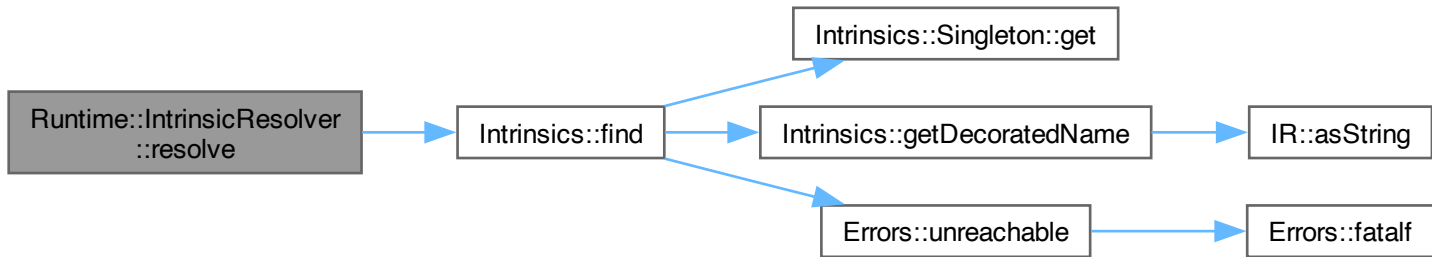 Runtime::IntrinsicResolver
::resolve
Intrinsics::find
Intrinsics::Singleton::get
Intrinsics::getDecoratedName
IR::asString
Errors::unreachable
Errors::fatalf